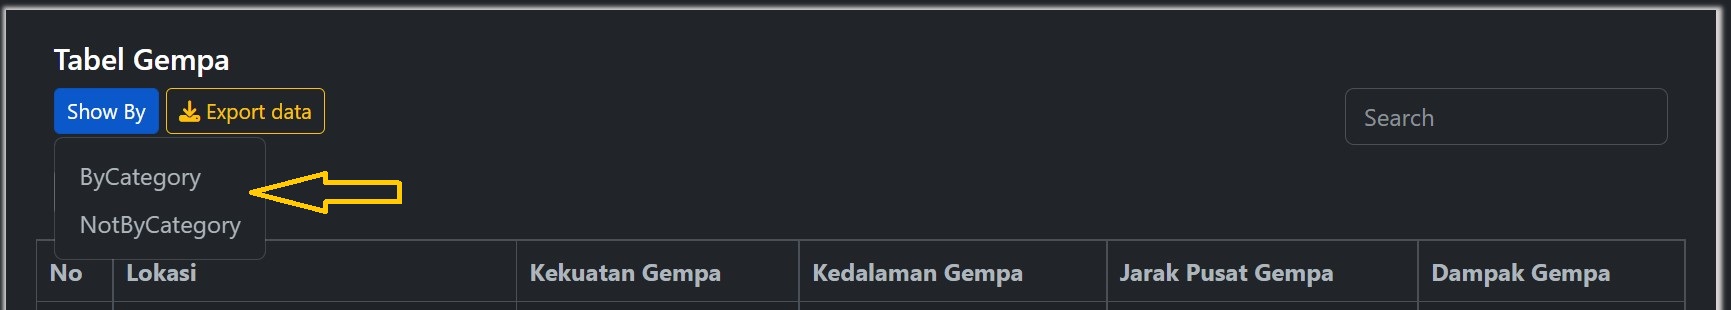 Tabel Gempa
Show By
Export data
Search
ByCategory
NotByCategory
No
Lokasi
Kekuatan Gempa
Kedalaman Gempa
Jarak Pusat Gempa
Dampak Gempa